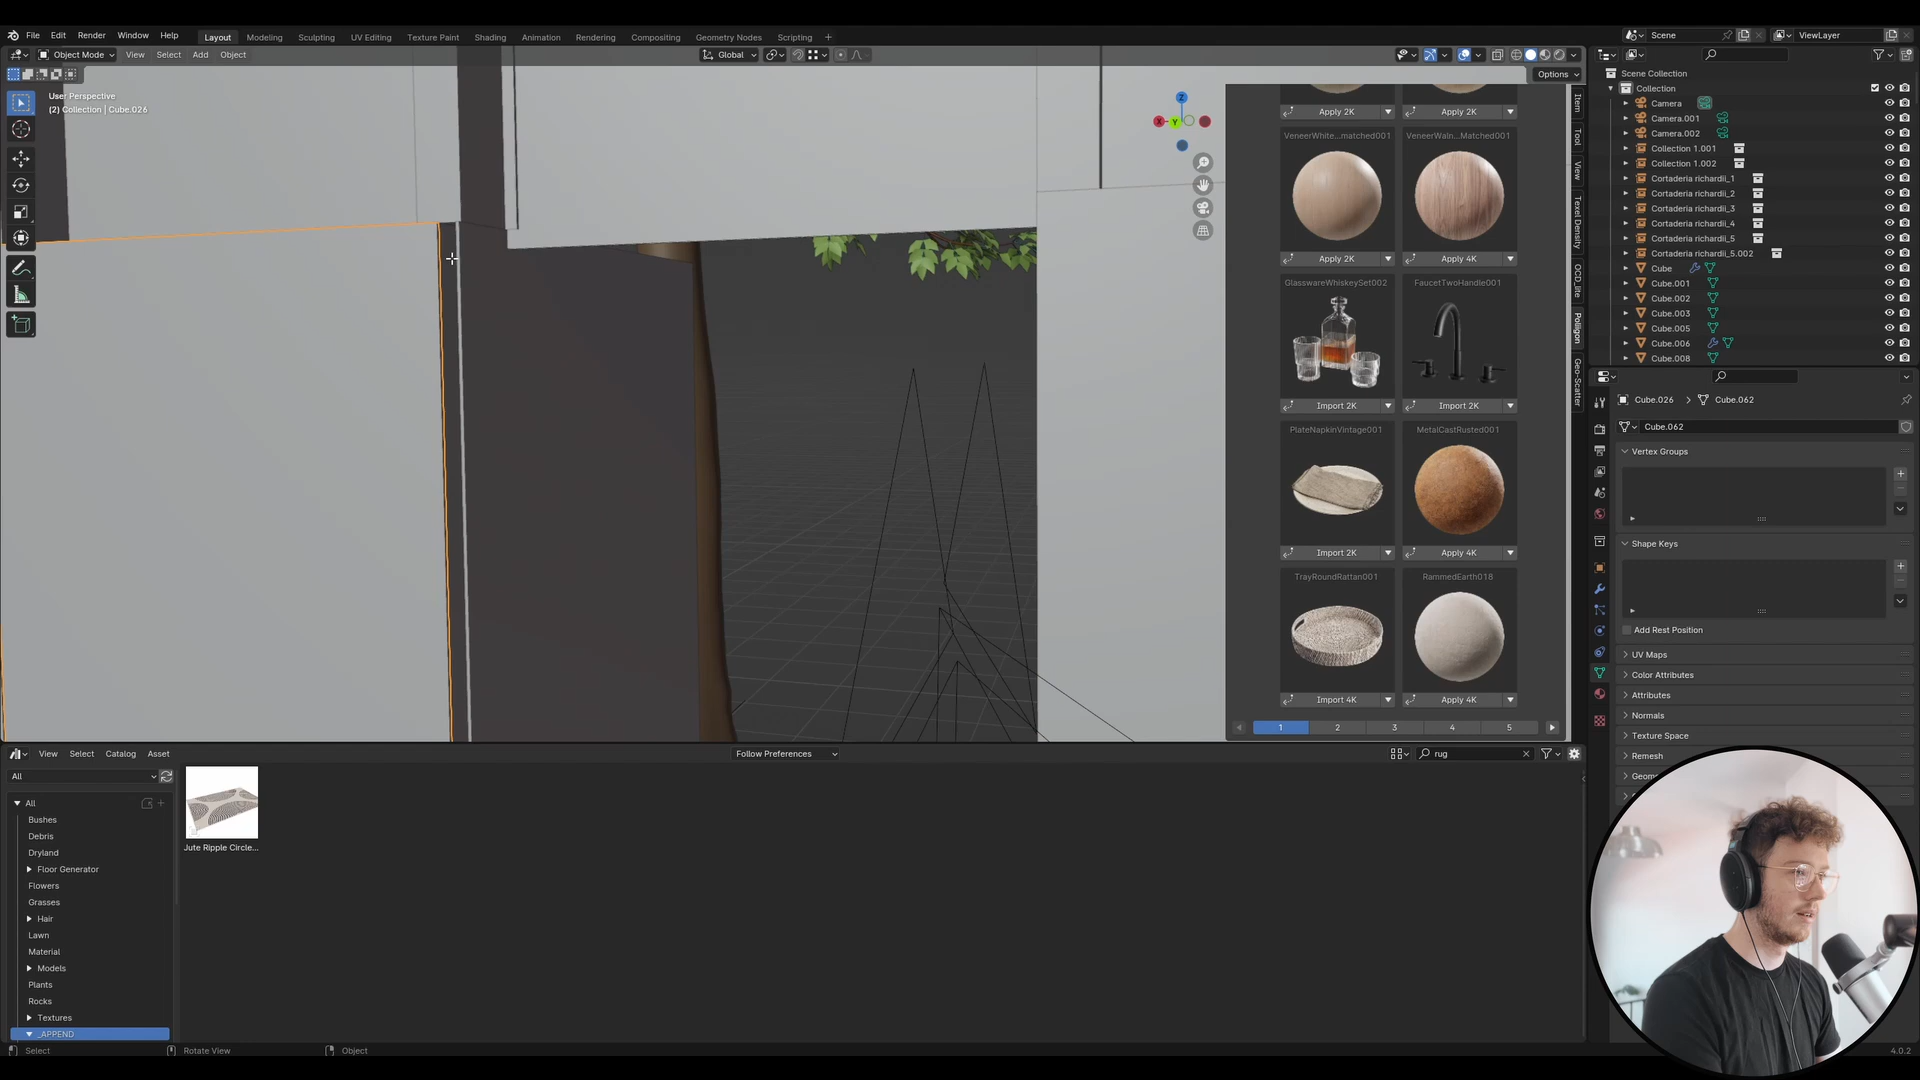 File Edit Render Window Help Layout Modeling Sculpting UV Editing Texture Paint Shading Animation Rendering Compositing Geometry Nodes Scripting + Scene ViewLayer
Object Mode View Select Add Object Global
Options
User Perspective
(2) Collection | Cube.026
Z
X
Y
Apply 2K
Apply 2K
VeneerWhite...matched001
VeneerWaln...Matched001
Apply 2K
Apply 4K
GlasswareWhiskeySet002
FaucetTwoHandle001
Import 2K
Import 2K
PlateNapkinVintage001
MetalCastRusted001
Import 2K
Apply 4K
TrayRoundRattan001
RammedEarth018
Import 4K
Apply 4K
1 2 3 4 5
Item
Tool
View
Texel Density
OCD_lite
Poliigon
Geo-Scatter
Scene Collection
Collection
Camera
Camera.001
Camera.002
Collection 1.001
Collection 1.002
Cortaderia richardii_1
Cortaderia richardii_2
Cortaderia richardii_3
Cortaderia richardii_4
Cortaderia richardii_5
Cortaderia richardii_5.002
Cube
Cube.001
Cube.002
Cube.003
Cube.005
Cube.006
Cube.008
Cube.026 > Cube.062
Cube.062
Vertex Groups
Shape Keys
Add Rest Position
UV Maps
Color Attributes
Attributes
Normals
Texture Space
Remesh
View Select Catalog Asset
Follow Preferences
rug
All
All
Bushes
Debris
Dryland
Floor Generator
Flowers
Grasses
Hair
Lawn
Material
Models
Plants
Rocks
Textures
_APPEND
Jute Ripple Circle...
Select
Rotate View
Object
4.0.2